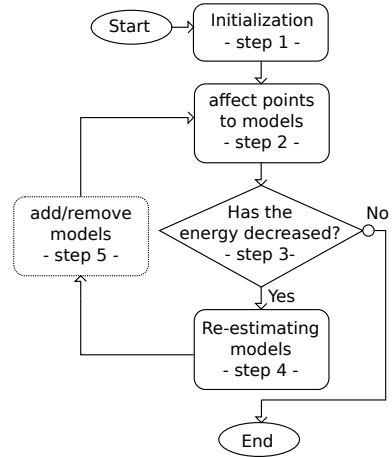 Start
Initialization
- step 1 -
affect points
to models
- step 2 -
Has the
energy decreased?
- step 3-
No
Yes
Re-estimating
models
- step 4 -
add/remove
models
- step 5 -
End